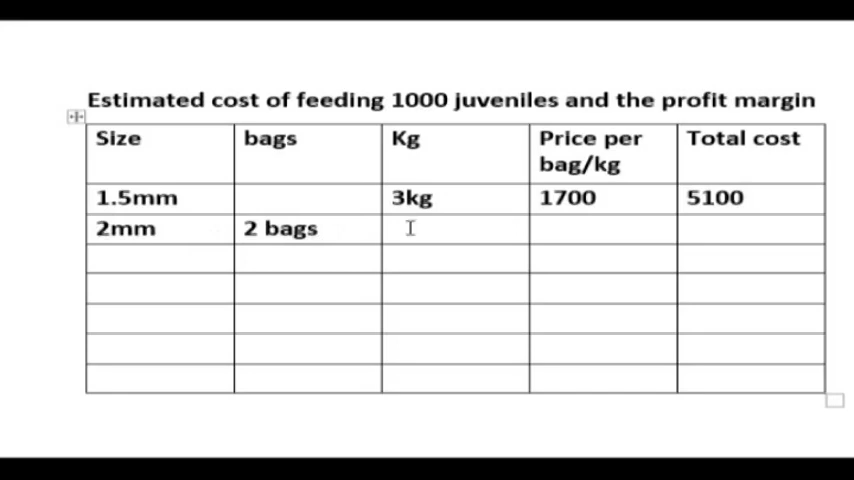 Estimated cost of feeding 1000 juveniles and the profit margin
Size bags Kg Price per bag/kg Total cost
1.5mm 3kg 1700 5100
2mm 2 bags